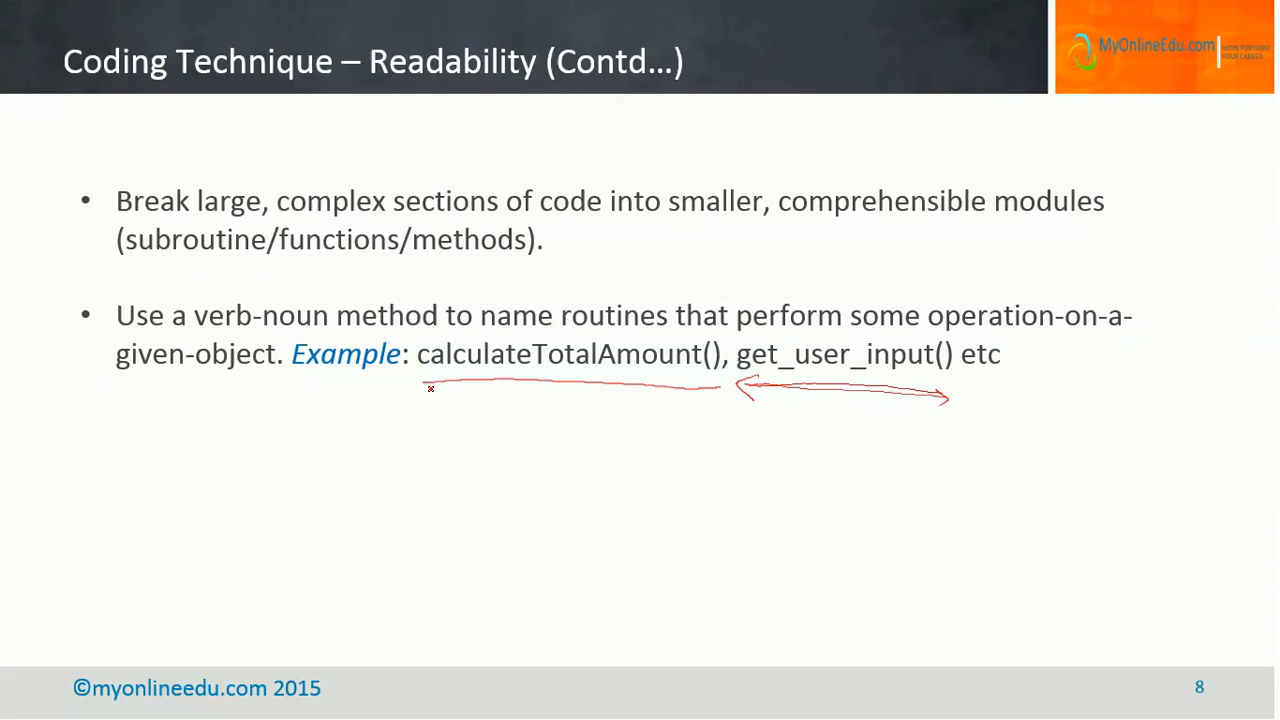 Coding Technique – Readability (Contd…)
MyOnlineEdu.com
MOVE FORWARD
YOUR CAREER
• Break large, complex sections of code into smaller, comprehensible modules
(subroutine/functions/methods).
• Use a verb-noun method to name routines that perform some operation-on-a-
given-object. Example: calculateTotalAmount(), get_user_input() etc
©myonlineedu.com 2015
8